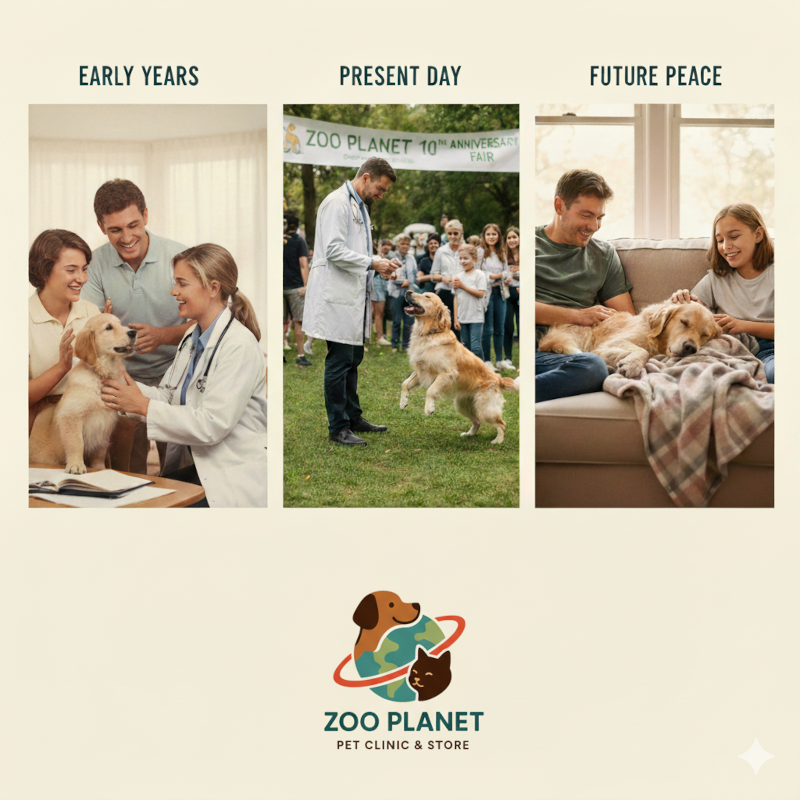 EARLY YEARS
PRESENT DAY
FUTURE PEACE
ZOO PLANET 10TH ANNIVERSARY
FAIR
ZOO PLANET
PET CLINIC & STORE